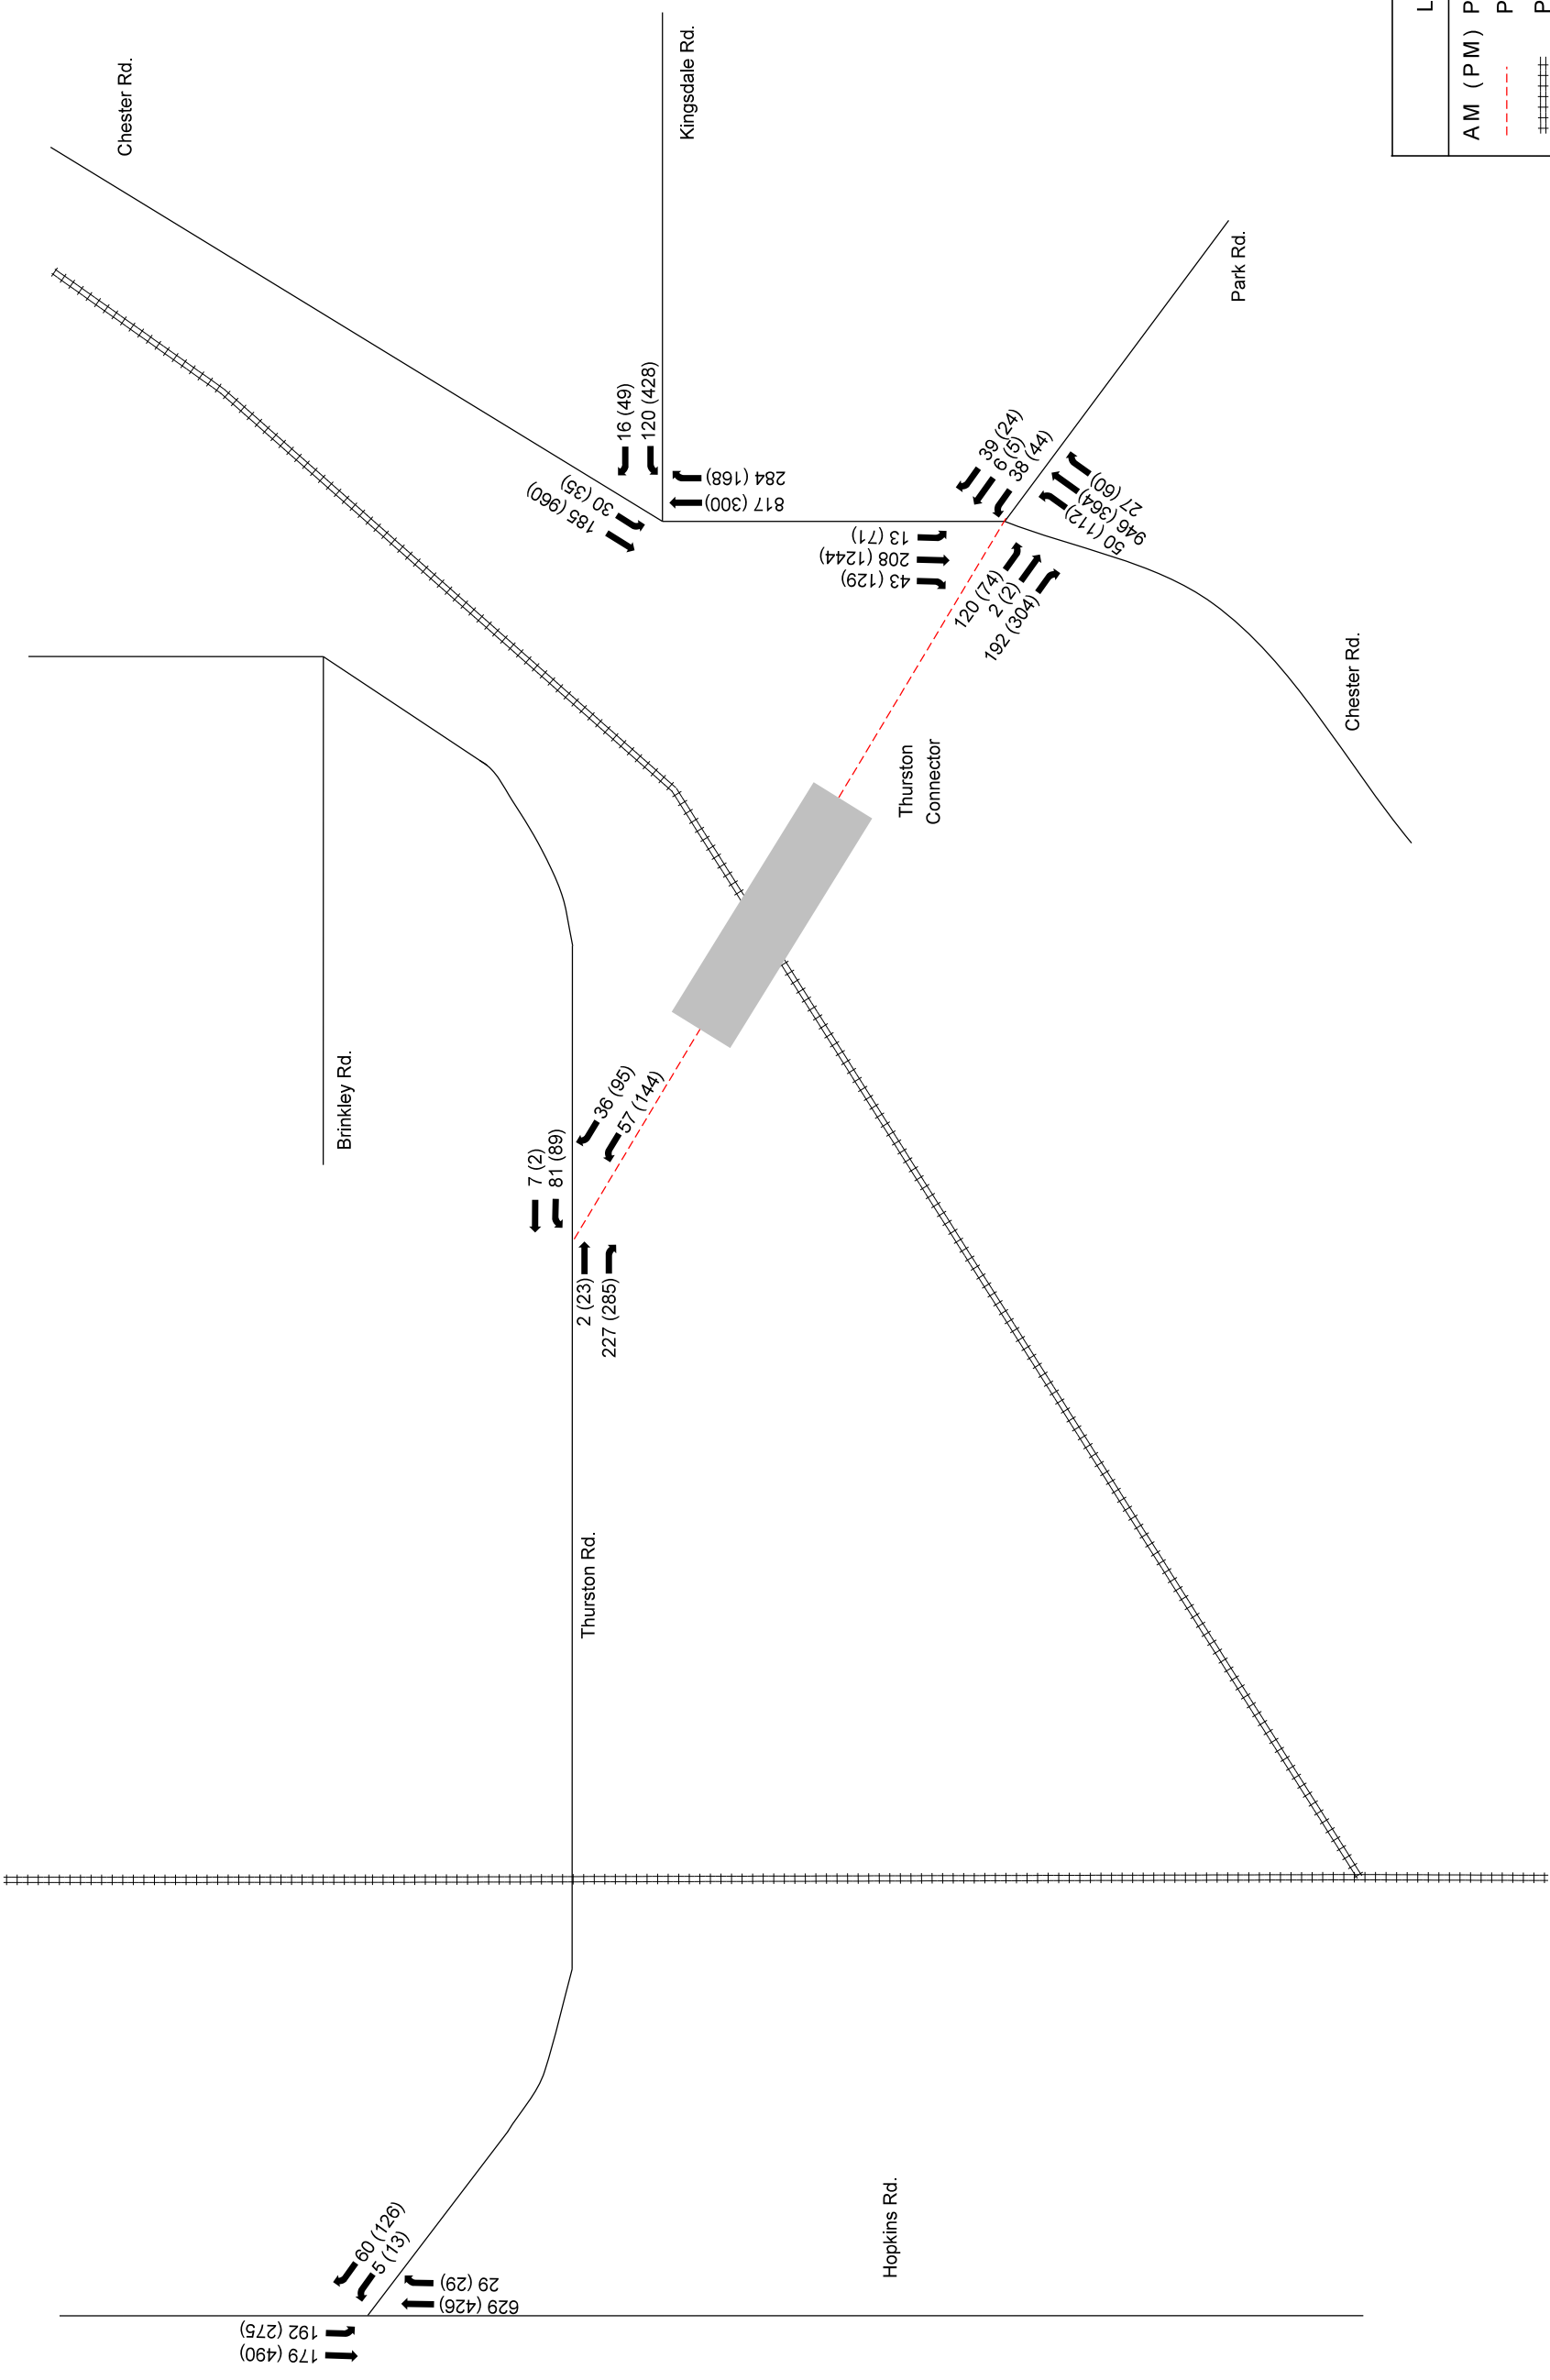 Chester Rd.
Kingsdale Rd.
16 (49)
120 (428)
30 (35)
185 (960)
284 (168)
817 (300)
Park Rd.
39 (24)
6 (5)
38 (44)
13 (71)
208 (1244)
43 (129)
27 (60)
946 (364)
50 (112)
120 (74)
2 (2)
192 (304)
Chester Rd.
Thurston
Connector
Brinkley Rd.
36 (95)
57 (144)
7 (2)
81 (89)
2 (23)
227 (285)
Thurston Rd.
Hopkins Rd.
60 (126)
5 (13)
29 (29)
629 (426)
192 (275)
179 (490)
L
AM (PM) P
P
P